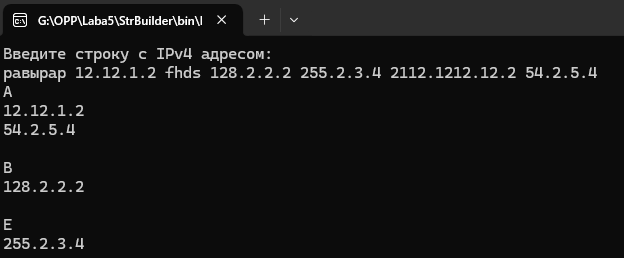 G:\OPP\Laba5\StrBuilder\bin\
Введите строку с IPv4 адресом:
равырар 12.12.1.2 fhds 128.2.2.2 255.2.3.4 2112.1212.12.2 54.2.5.4
A
12.12.1.2
54.2.5.4
B
128.2.2.2
E
255.2.3.4